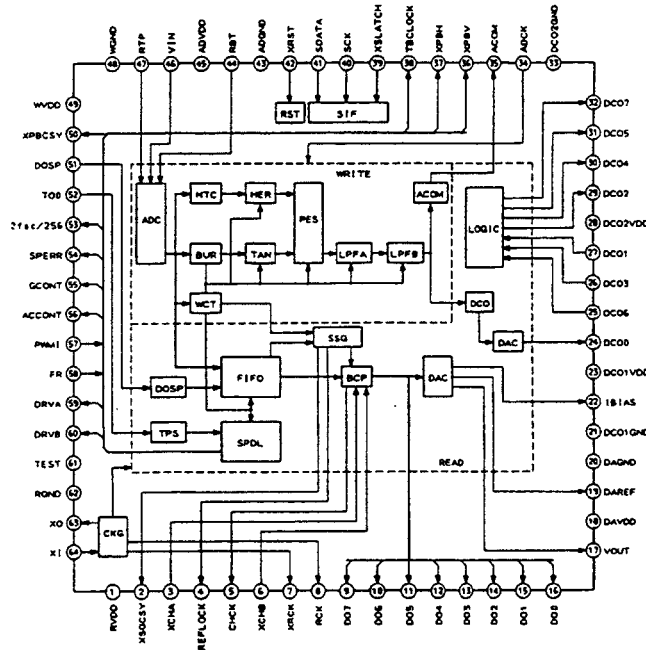 WGND
RTP
VIN
ADVDD
RBT
ADGND
XRST
SDATA
SCK
XSLATCH
TBCLOCK
XPBH
XPBV
ACOM
ADCK
DCO2GND
48
47
46
45
44
43
42
41
40
39
38
37
36
35
34
33
WVDD 49
XPBCSY 50
DOSP 51
TOD 52
2fsc/256 53
SPERR 54
GCONT 55
ACCONT 56
PWMI 57
FR 58
DRVA 59
DRVB 60
TEST 61
RGND 62
XO 63
XI 64
RST
SIF
WRITE
ADC
HTC
HER
PES
ACOM
LOGIC
BUR
TAN
LPFA
LPFB
WCT
DCO
SSG
DAC
DOSP
FIFO
BCP
DAC
TPS
SPDL
READ
CKG
32 DCO7
31 DCO5
30 DCO4
29 DCO2
28 DCO2VDD
27 DCO1
26 DCO3
25 DCO6
24 DCO0
23 DCO1VDD
22 IBIAS
21 DCO1GND
20 DAGND
19 DAREF
18 DAVDD
17 VOUT
1
2
3
4
5
6
7
8
9
10
11
12
13
14
15
16
RVDD
XSOCSY
XCHA
REFLOCK
CHCK
XCHB
XRCK
RCK
DO7
DO6
DO5
DO4
DO3
DO2
DO1
DO0